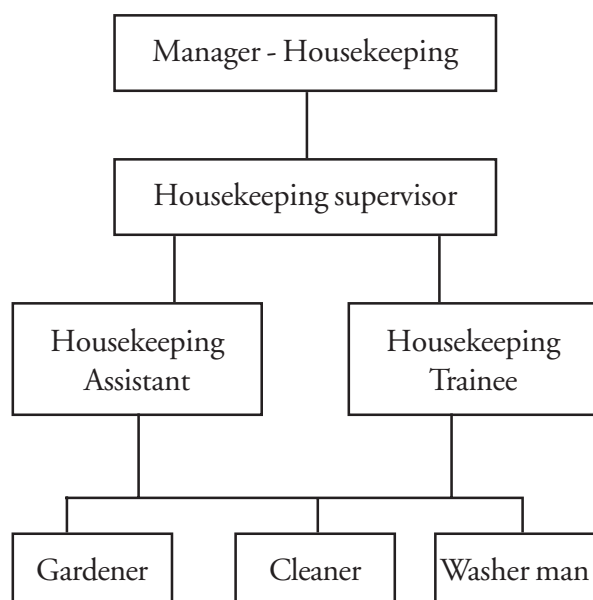 Manager - Housekeeping
Housekeeping supervisor
Housekeeping
Assistant
Housekeeping
Trainee
Gardener
Cleaner
Washer man